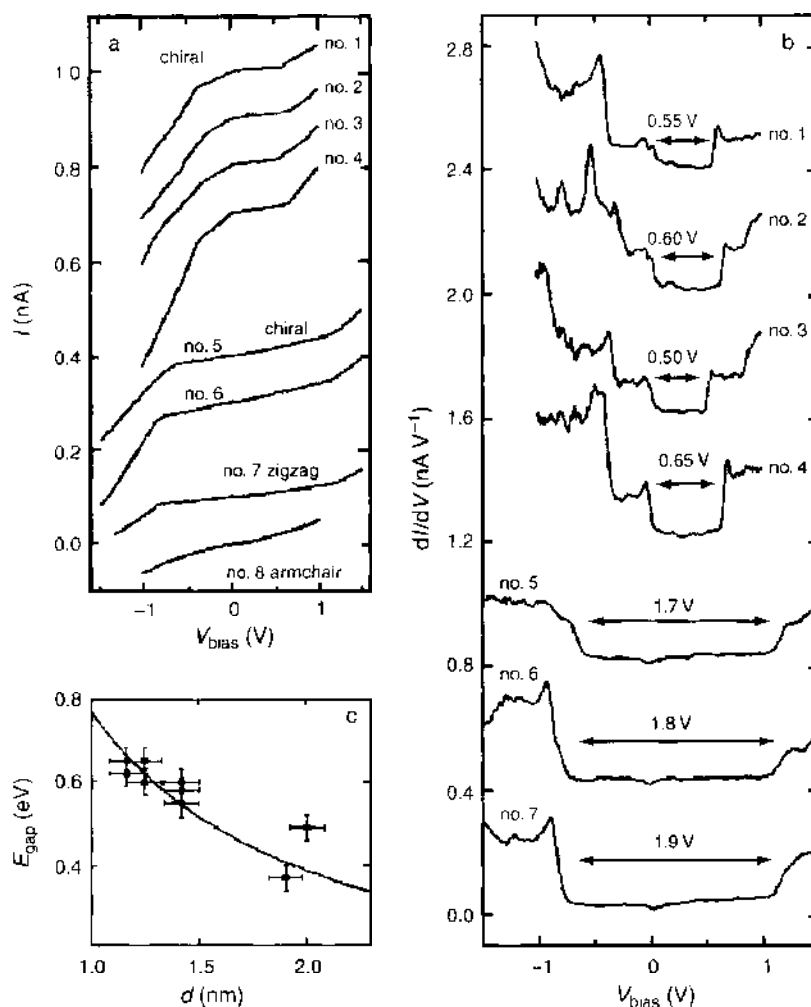 a
chiral
no. 1
no. 2
no. 3
no. 4
chiral
no. 5
no. 6
no. 7 zigzag
no. 8 armchair
1.0
0.8
0.6
0.4
0.2
0.0
I (nA)
−1
0
1
V_bias (V)
b
2.8
2.4
2.0
1.6
1.2
0.8
0.4
0.0
dI/dV (nA V⁻¹)
0.55 V
no. 1
0.60 V
no. 2
0.50 V
no. 3
0.65 V
no. 4
no. 5
1.7 V
no. 6
1.8 V
no. 7
1.9 V
−1
0
1
V_bias (V)
c
0.8
0.6
0.4
E_gap (eV)
1.0
1.5
2.0
d (nm)